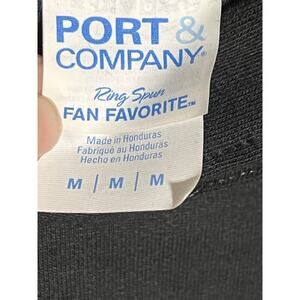 PORT &
COMPANY®
Ring Spun
FAN FAVORITE™
Made in Honduras
Fabriqué au Honduras
Hecho en Honduras
M / M / M